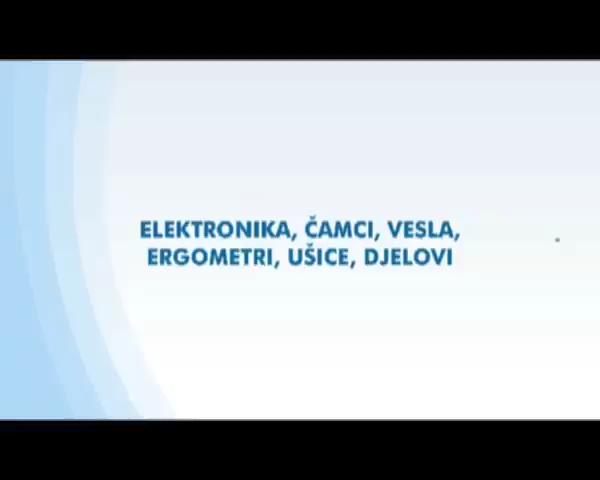 ELEKTRONIKA, ČAMCI, VESLA,
ERGOMETRI, UŠICE, DJELOVI